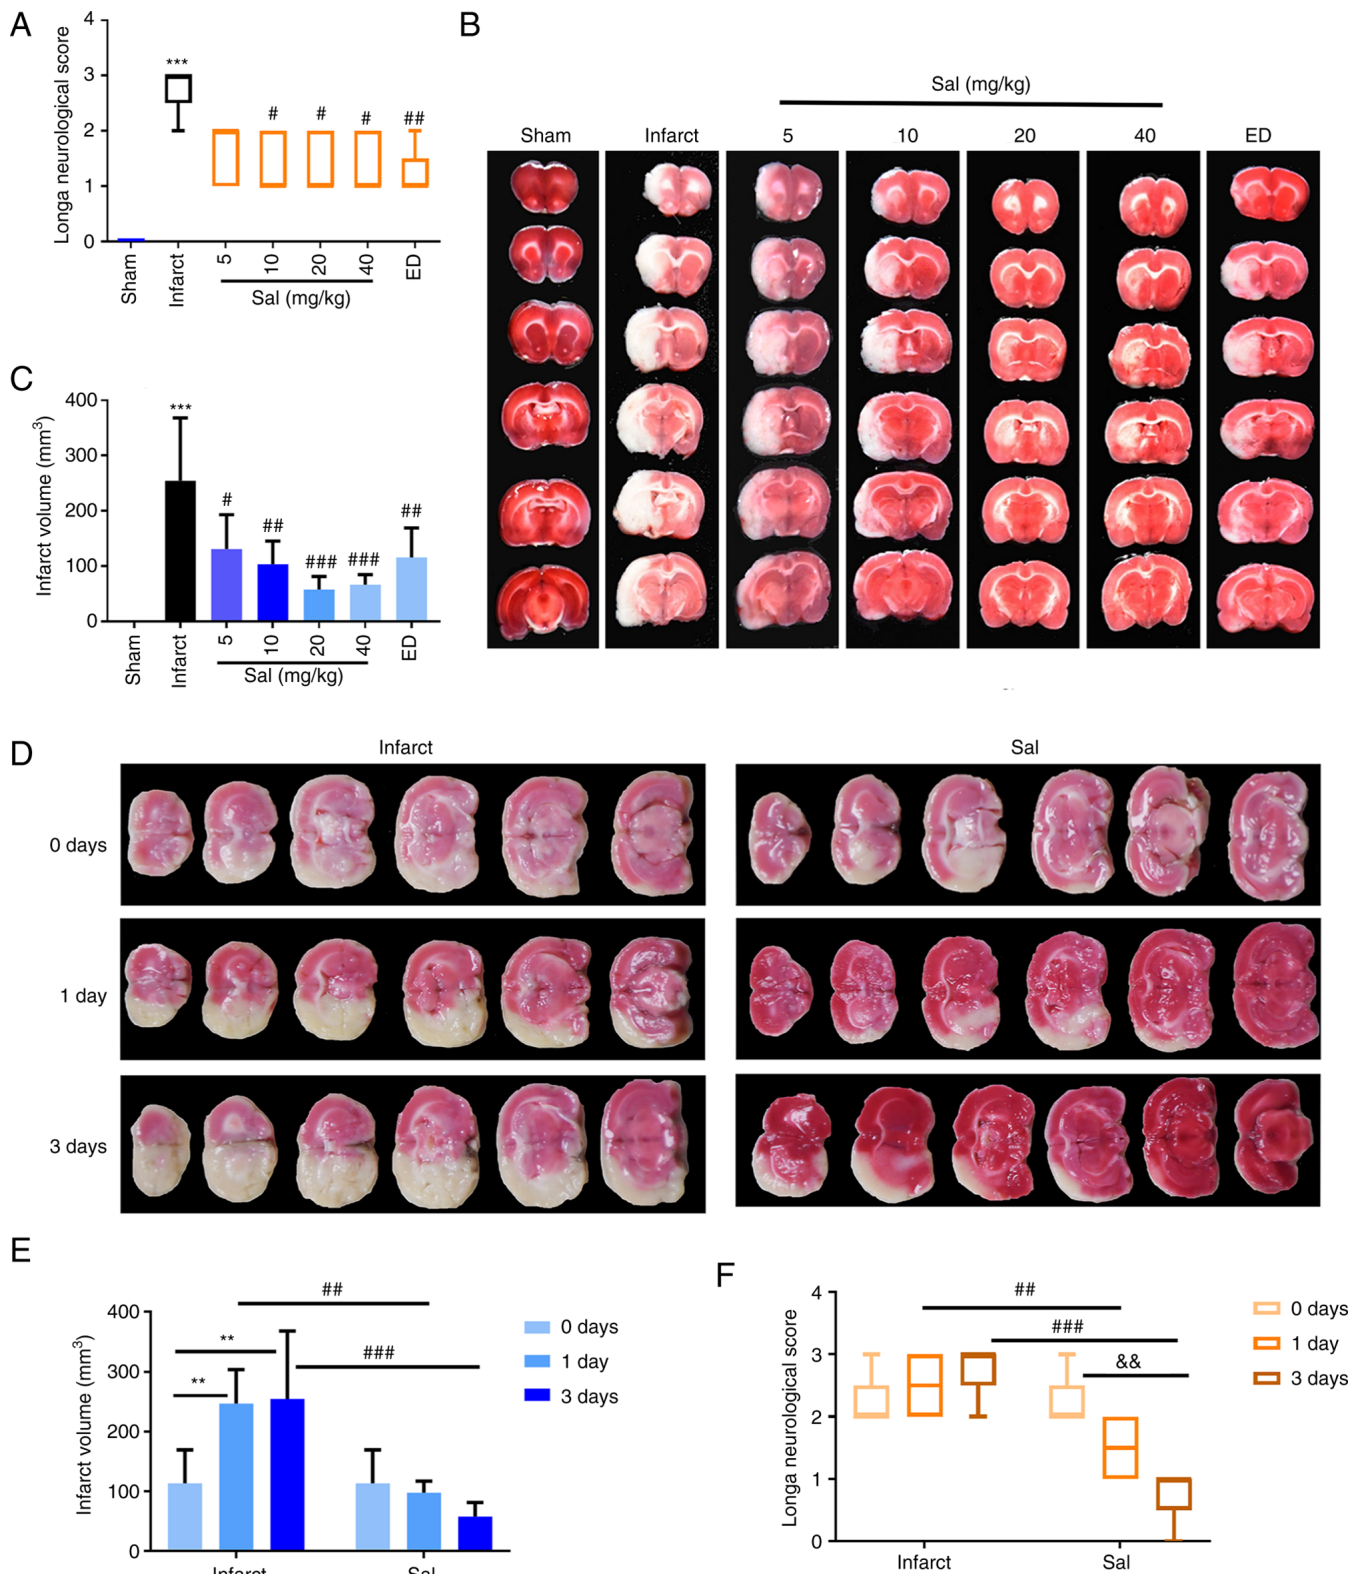 A
Longa neurological score
4
3
2
1
0
***
#
#
#
##
Sham
Infarct
5
10
20
40
ED
Sal (mg/kg)
B
Sal (mg/kg)
Sham
Infarct
5
10
20
40
ED
C
Infarct volume (mm3)
400
300
200
100
0
***
#
##
###
###
##
Sham
Infarct
5
10
20
40
ED
Sal (mg/kg)
D
Infarct
Sal
0 days
1 day
3 days
E
Infarct volume (mm3)
400
300
200
100
0
##
**
###
**
0 days
1 day
3 days
Infarct
Sal
F
Longa neurological score
4
3
2
1
0
##
###
&&
0 days
1 day
3 days
Infarct
Sal